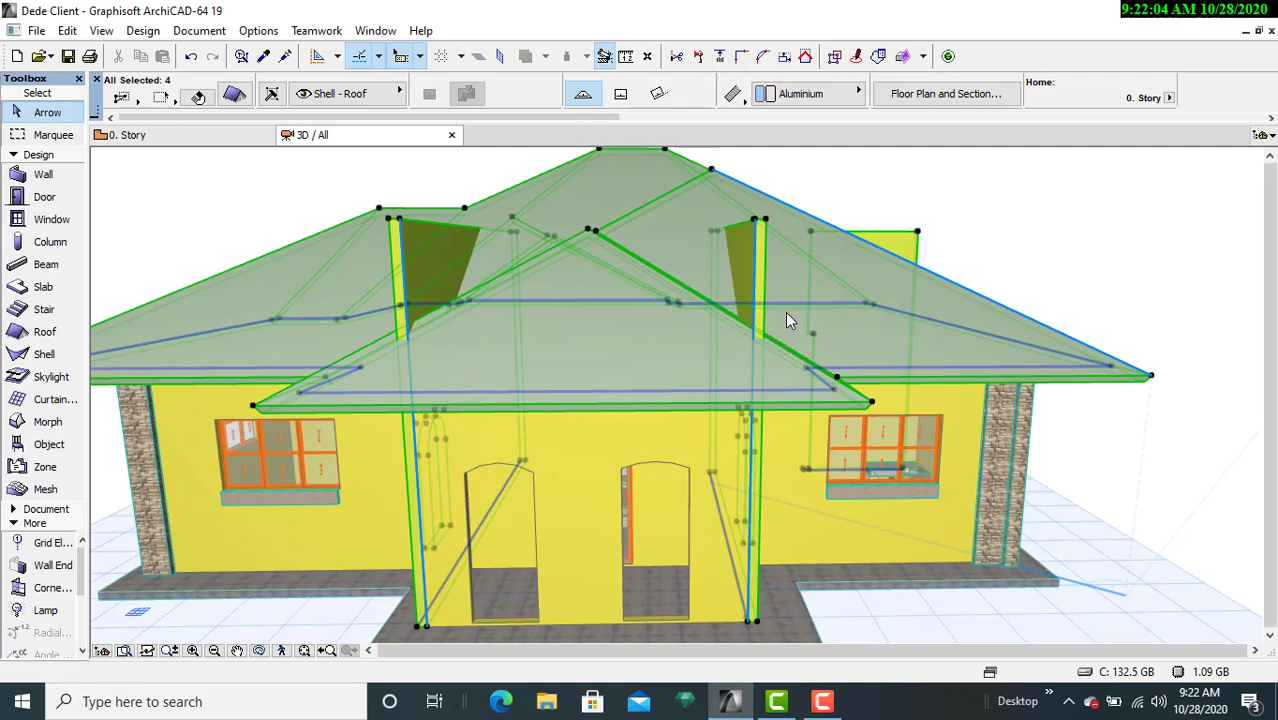 Dede Client - Graphisoft ArchiCAD-64 19
9:22:04 AM 10/28/2020
File Edit View Design Document Options Teamwork Window Help
Toolbox
All Selected: 4
Home:
Select
Shell - Roof
Aluminium
Floor Plan and Section...
0. Story
Arrow
Marquee
0. Story
3D / All
Design
Wall
Door
Window
Column
Beam
Slab
Stair
Roof
Shell
Skylight
Curtain...
Morph
Object
Zone
Mesh
Document
More
Grid El...
Wall End
Corne...
Lamp
Radial...
Angle
C: 132.5 GB
1.09 GB
Type here to search
Desktop
9:22 AM
10/28/2020